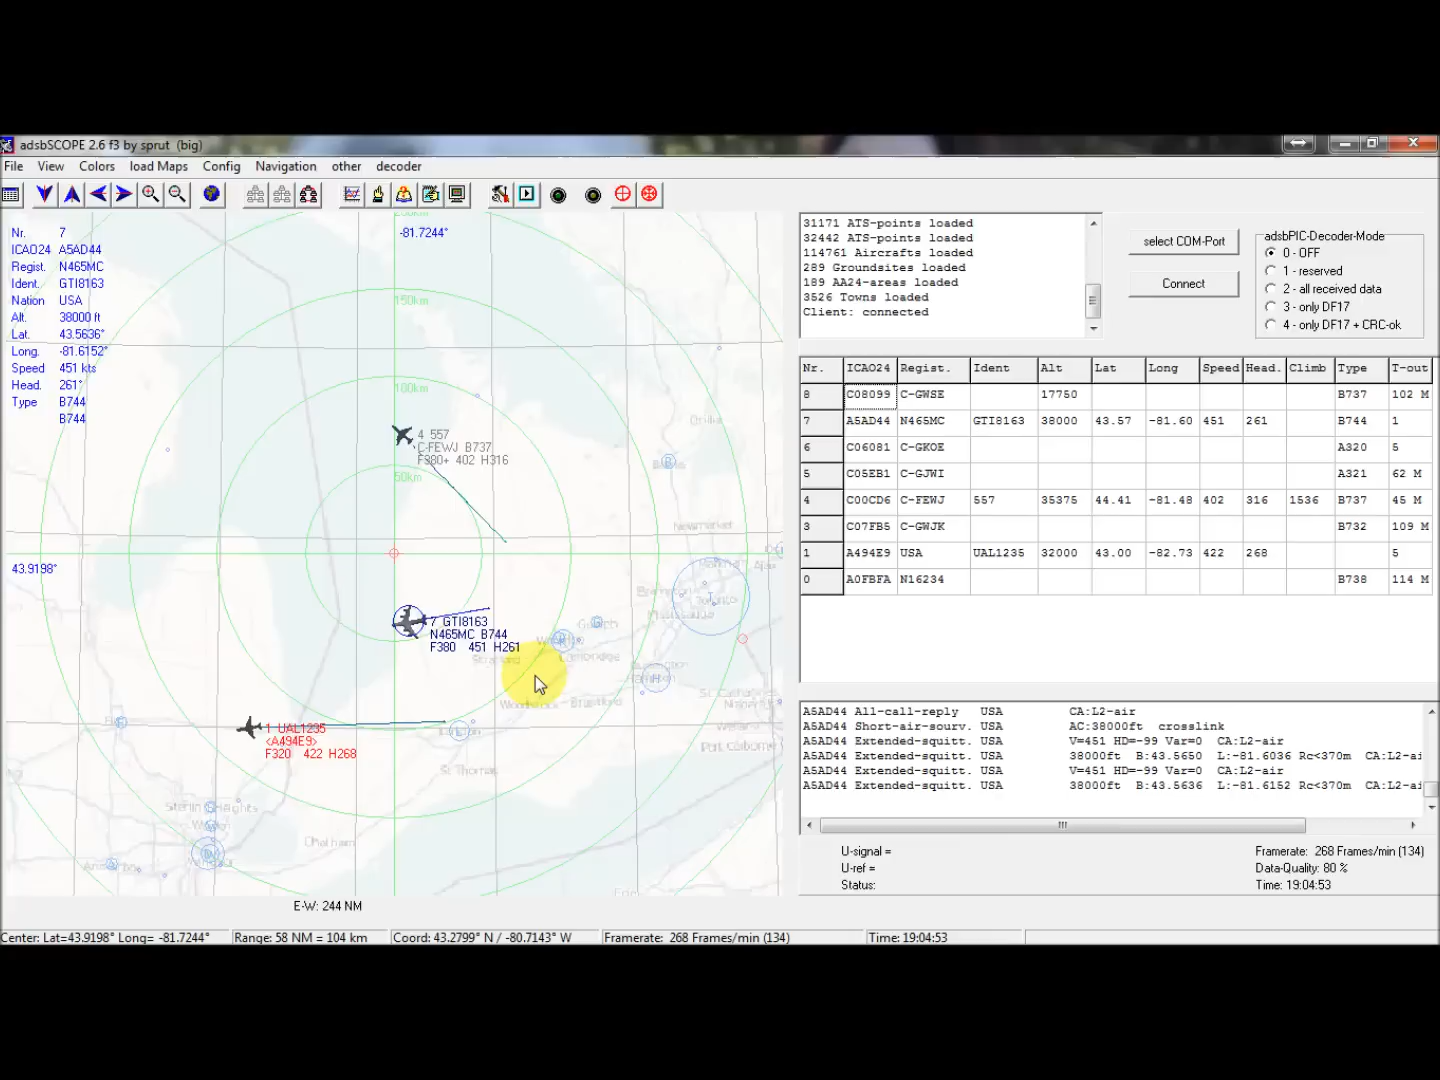 adsbSCOPE 2.6 f3 by sprut (big)
File View Colors load Maps Config Navigation other decoder
Nr. 7
ICAO24 A5AD44
Regist. N465MC
Ident. GTI8163
Nation USA
Alt. 38000 ft
Lat. 43.5636°
Long. -81.6152°
Speed 451 kts
Head. 261°
Type B744
B744
-81.7244°
150km
100km
50km
43.9198°
4 557
C-FEWJ B737
F380+ 402 H316
7 GTI8163
N465MC B744
F380 451 H261
1 UAL1235
<A494E9>
F320 422 H268
Newmarket
Toronto
Mississauga
Guelph
Cambridge
Hamilton
Stratford
Woodstock Brantford
St Thomas
Sterling Heights
Chatham
Port Colborne
E-W: 244 NM
31171 ATS-points loaded
32442 ATS-points loaded
114761 Aircrafts loaded
289 Groundsites loaded
189 AA24-areas loaded
3526 Towns loaded
Client: connected
select COM-Port
Connect
adsbPIC-Decoder-Mode
0 - OFF
1 - reserved
2 - all received data
3 - only DF17
4 - only DF17 + CRC-ok
Nr. ICAO24 Regist. Ident Alt Lat Long Speed Head. Climb Type T-out
8 C08099 C-GWSE 17750 B737 102 M
7 A5AD44 N465MC GTI8163 38000 43.57 -81.60 451 261 B744 1
6 C06081 C-GKOE A320 5
5 C05EB1 C-GJWI A321 62 M
4 C00CD6 C-FEWJ 557 35375 44.41 -81.48 402 316 1536 B737 45 M
3 C07FB5 C-GWJK B732 109 M
1 A494E9 USA UAL1235 32000 43.00 -82.73 422 268 5
0 A0FBFA N16234 B738 114 M
A5AD44 All-call-reply USA CA:L2-air
A5AD44 Short-air-sourv. USA AC:38000ft crosslink
A5AD44 Extended-squitt. USA V=451 HD=-99 Var=0 CA:L2-air
A5AD44 Extended-squitt. USA 38000ft B:43.5650 L:-81.6036 Rc<370m CA:L2-ai
A5AD44 Extended-squitt. USA V=451 HD=-99 Var=0 CA:L2-air
A5AD44 Extended-squitt. USA 38000ft B:43.5636 L:-81.6152 Rc<370m CA:L2-ai
U-signal =
U-ref =
Status:
Framerate: 268 Frames/min (134)
Data-Quality: 80 %
Time: 19:04:53
Center: Lat=43.9198° Long= -81.7244° Range: 58 NM = 104 km Coord: 43.2799° N / -80.7143° W Framerate: 268 Frames/min (134) Time: 19:04:53